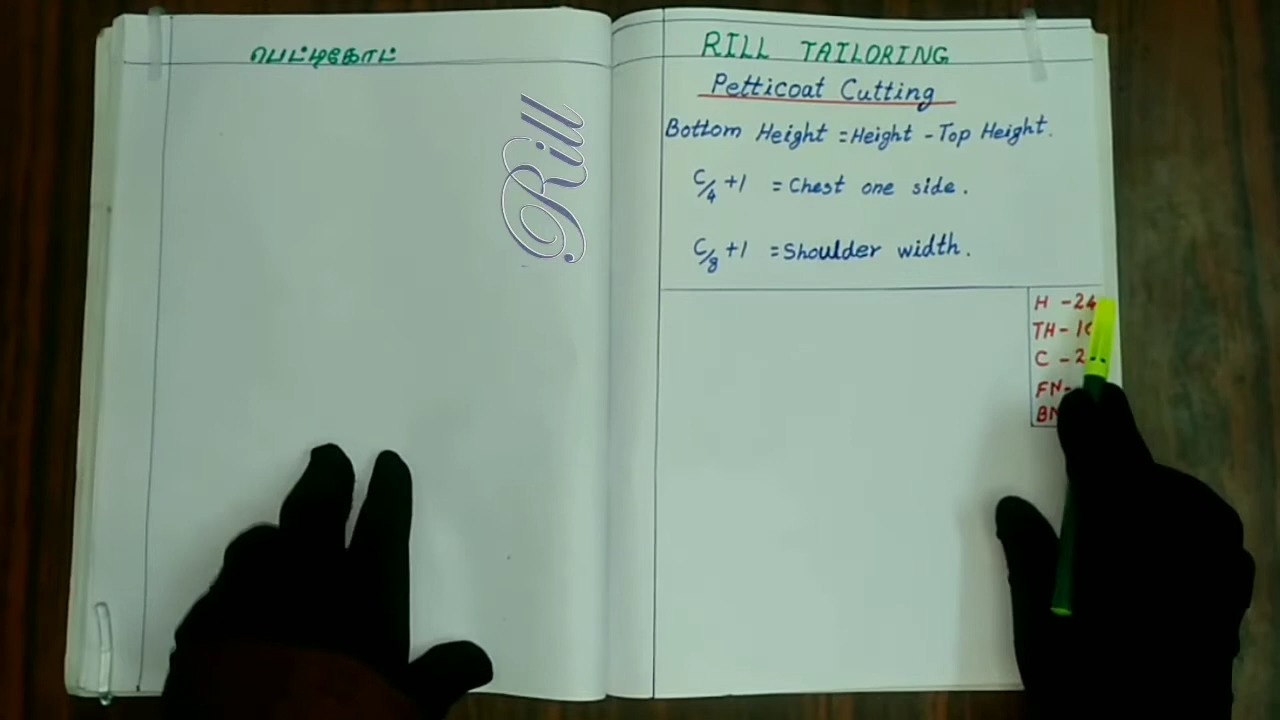 பெட்டிகோட்
Rill
RILL TAILORING
Petticoat Cutting
Bottom Height = Height - Top Height.
C/4 +1 = Chest one side.
C/8 +1 = Shoulder width.
H - 24
TH -
C -
FN-